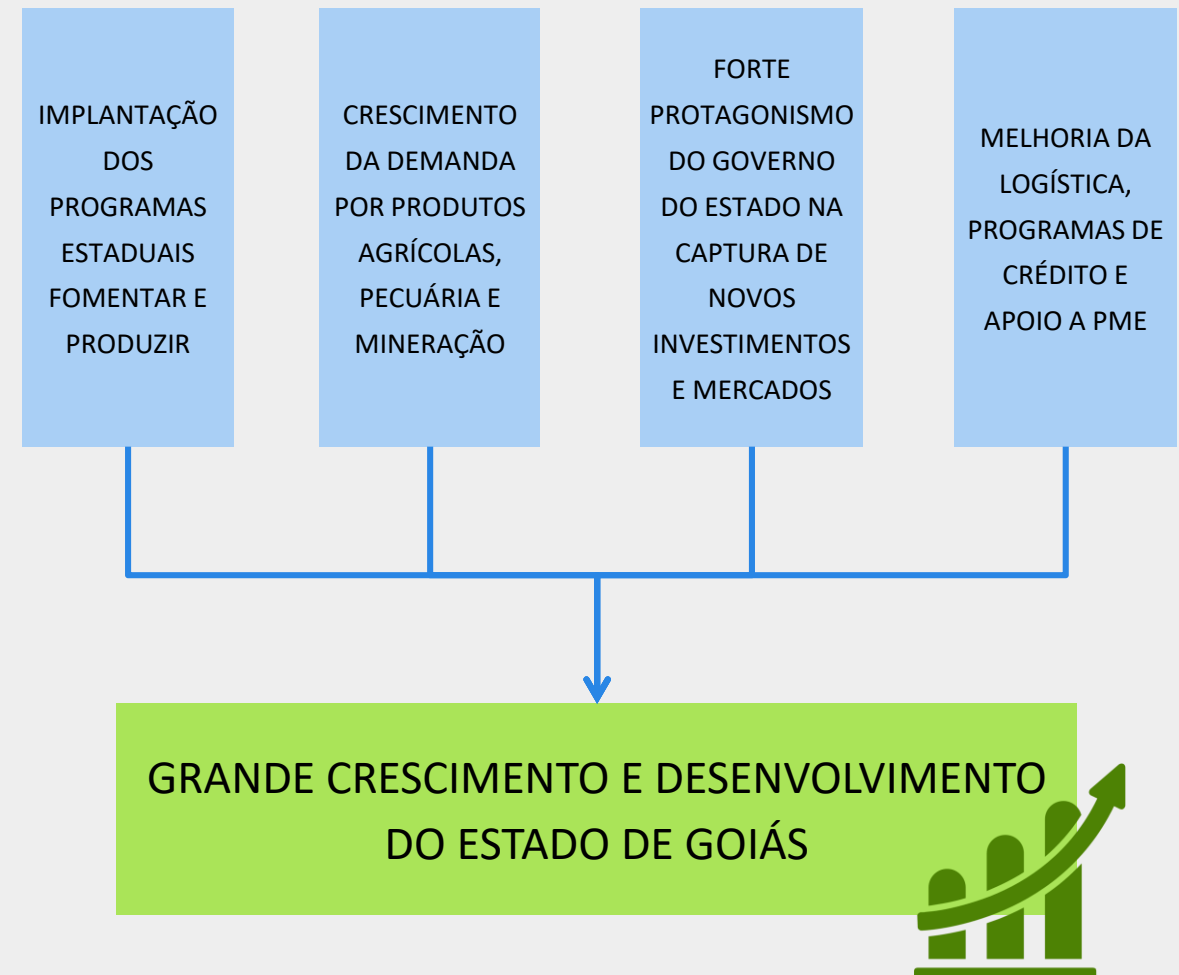 IMPLANTAÇÃO
DOS
PROGRAMAS
ESTADUAIS
FOMENTAR E
PRODUZIR
CRESCIMENTO
DA DEMANDA
POR PRODUTOS
AGRÍCOLAS,
PECUÁRIA E
MINERAÇÃO
FORTE
PROTAGONISMO
DO GOVERNO
DO ESTADO NA
CAPTURA DE
NOVOS
INVESTIMENTOS
E MERCADOS
MELHORIA DA
LOGÍSTICA,
PROGRAMAS DE
CRÉDITO E
APOIO A PME
GRANDE CRESCIMENTO E DESENVOLVIMENTO
DO ESTADO DE GOIÁS